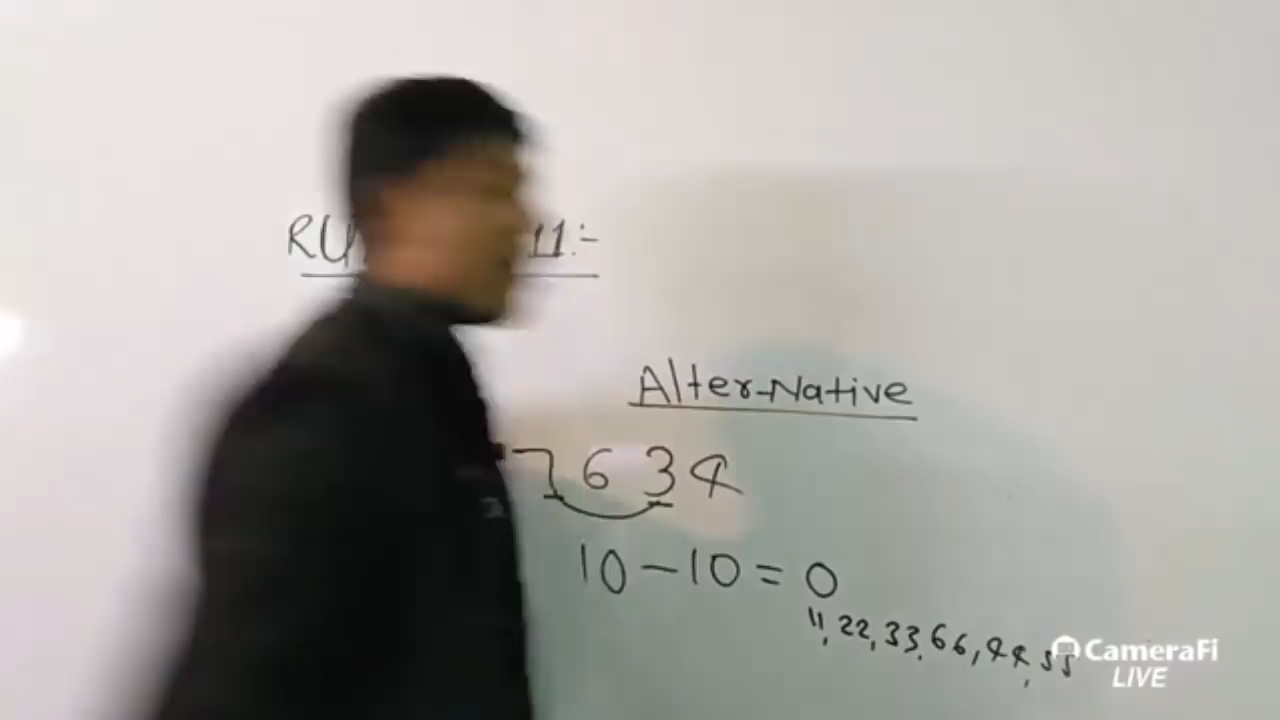 RU 11:-
Alter-Native
7634
10-10=0
11, 22, 33, 66, 44, 55
CameraFi
LIVE